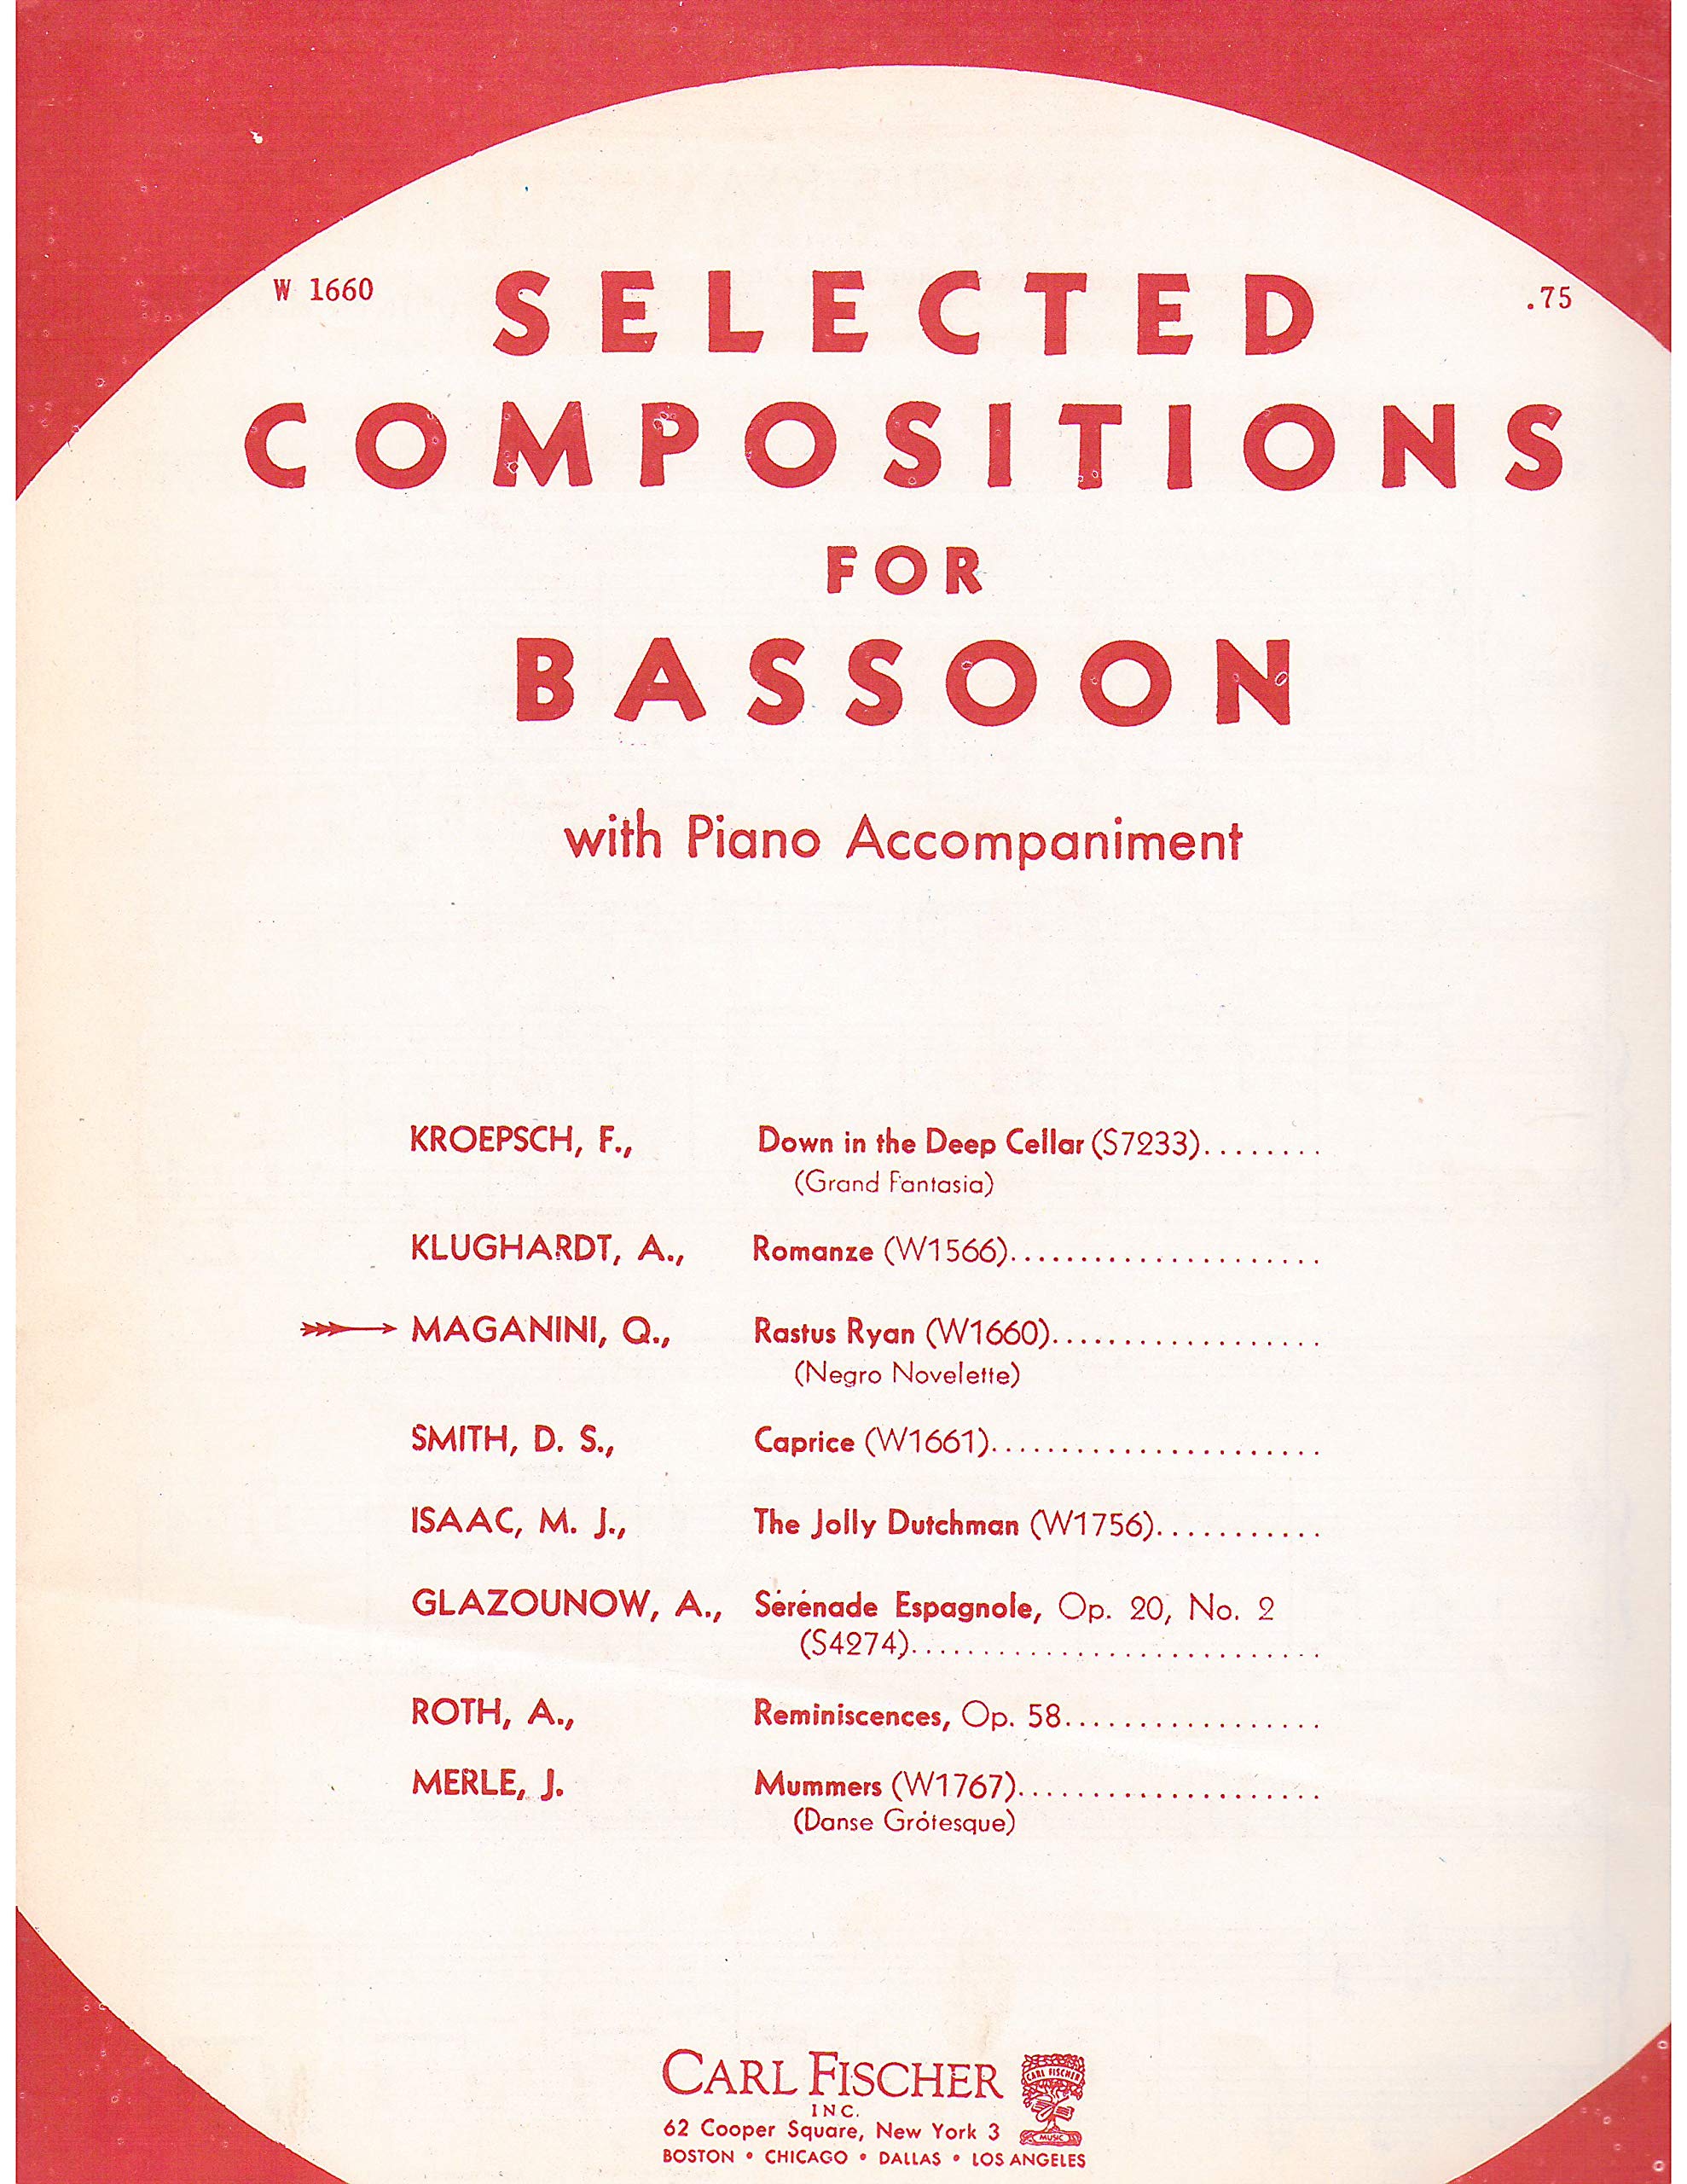 W 1660
.75
SELECTED
COMPOSITIONS
FOR
BASSOON
with Piano Accompaniment
KROEPSCH, F., Down in the Deep Cellar (S7233)........
(Grand Fantasia)
KLUGHARDT, A., Romanze (W1566).....................
MAGANINI, Q., Rastus Ryan (W1660)..................
(Negro Novelette)
SMITH, D. S., Caprice (W1661).......................
ISAAC, M. J., The Jolly Dutchman (W1756)...........
GLAZOUNOW, A., Sérénade Espagnole, Op. 20, No. 2
(S4274)............................
ROTH, A., Reminiscences, Op. 58..................
MERLE, J. Mummers (W1767).....................
(Danse Grótesque)
CARL FISCHER
INC.
CARL FISCHER
MUSIC
62 Cooper Square, New York 3
BOSTON • CHICAGO • DALLAS • LOS ANGELES